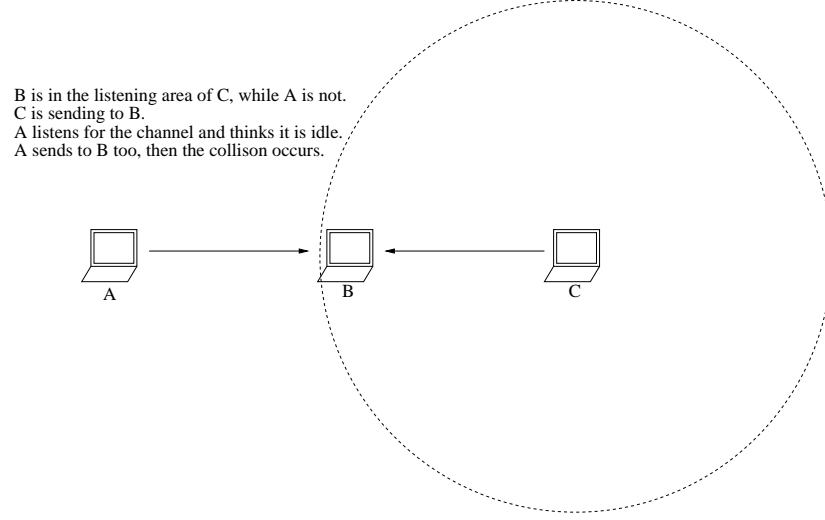 B is in the listening area of C, while A is not.
C is sending to B.
A listens for the channel and thinks it is idle.
A sends to B too, then the collison occurs.
A
B
C